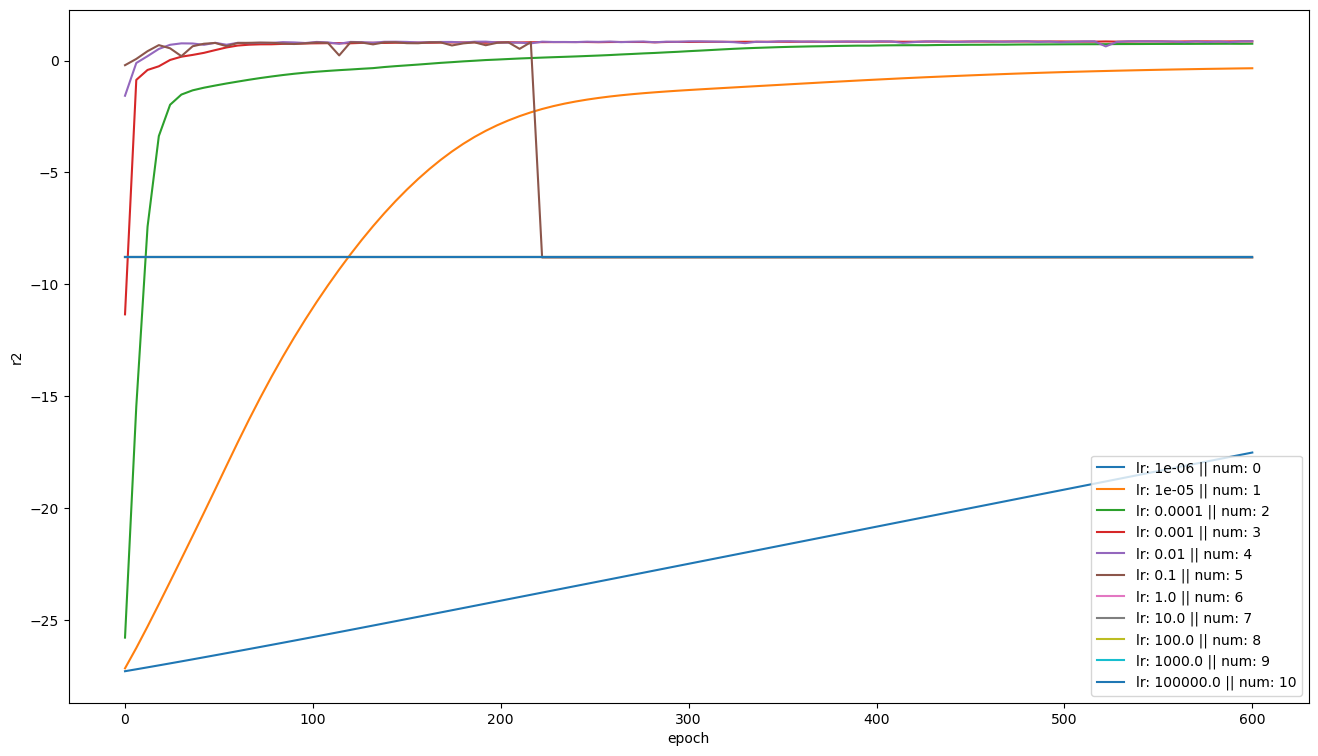 0
−5
−10
−15
−20
−25
r2
0
100
200
300
400
500
600
epoch
lr: 1e-06 || num: 0
lr: 1e-05 || num: 1
lr: 0.0001 || num: 2
lr: 0.001 || num: 3
lr: 0.01 || num: 4
lr: 0.1 || num: 5
lr: 1.0 || num: 6
lr: 10.0 || num: 7
lr: 100.0 || num: 8
lr: 1000.0 || num: 9
lr: 100000.0 || num: 10